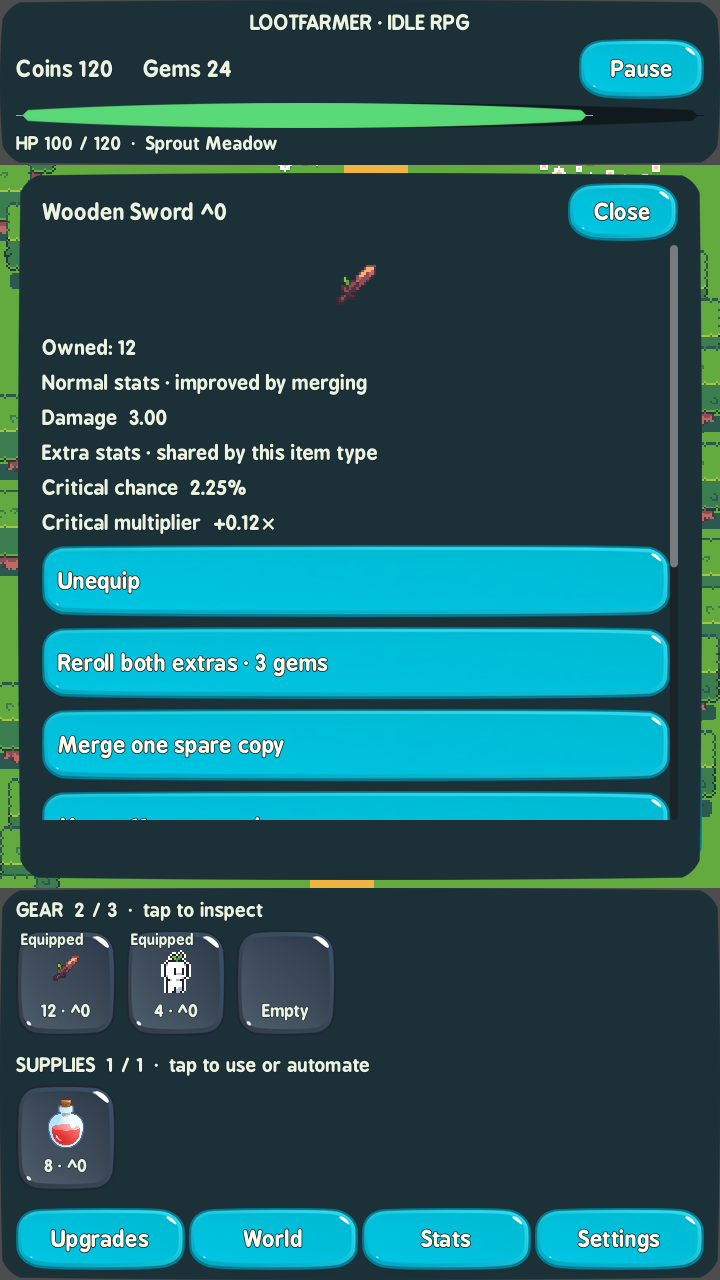 LOOTFARMER · IDLE RPG
Coins 120 Gems 24
Pause
HP 100 / 120 · Sprout Meadow
Wooden Sword ^0
Close
Owned: 12
Normal stats · improved by merging
Damage 3.00
Extra stats · shared by this item type
Critical chance 2.25%
Critical multiplier +0.12×
Unequip
Reroll both extras · 3 gems
Merge one spare copy
GEAR 2 / 3 · tap to inspect
Equipped Equipped
12 · ^0 4 · ^0 Empty
SUPPLIES 1 / 1 · tap to use or automate
8 · ^0
Upgrades World Stats Settings